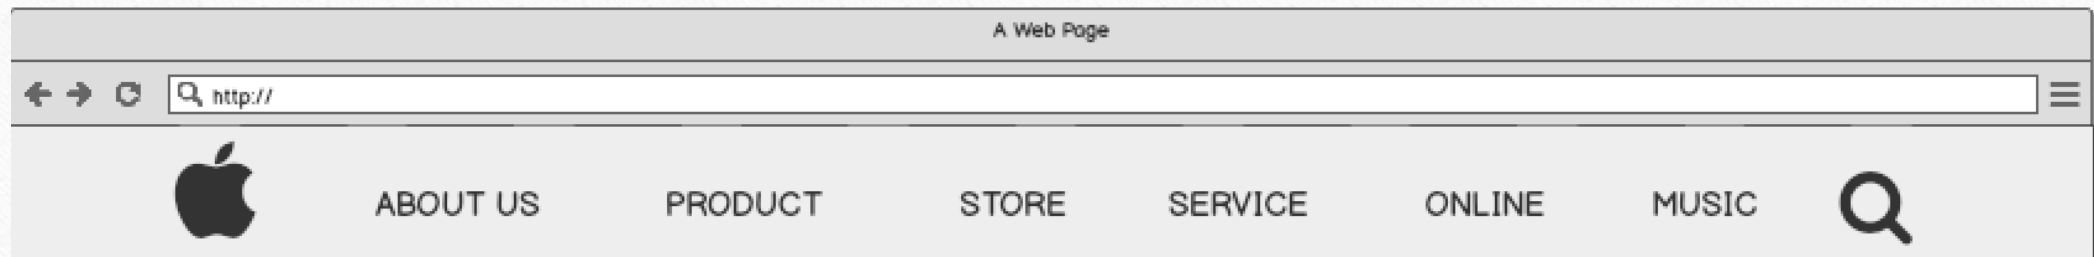 A Web Page
http://
ABOUT US PRODUCT STORE SERVICE ONLINE MUSIC